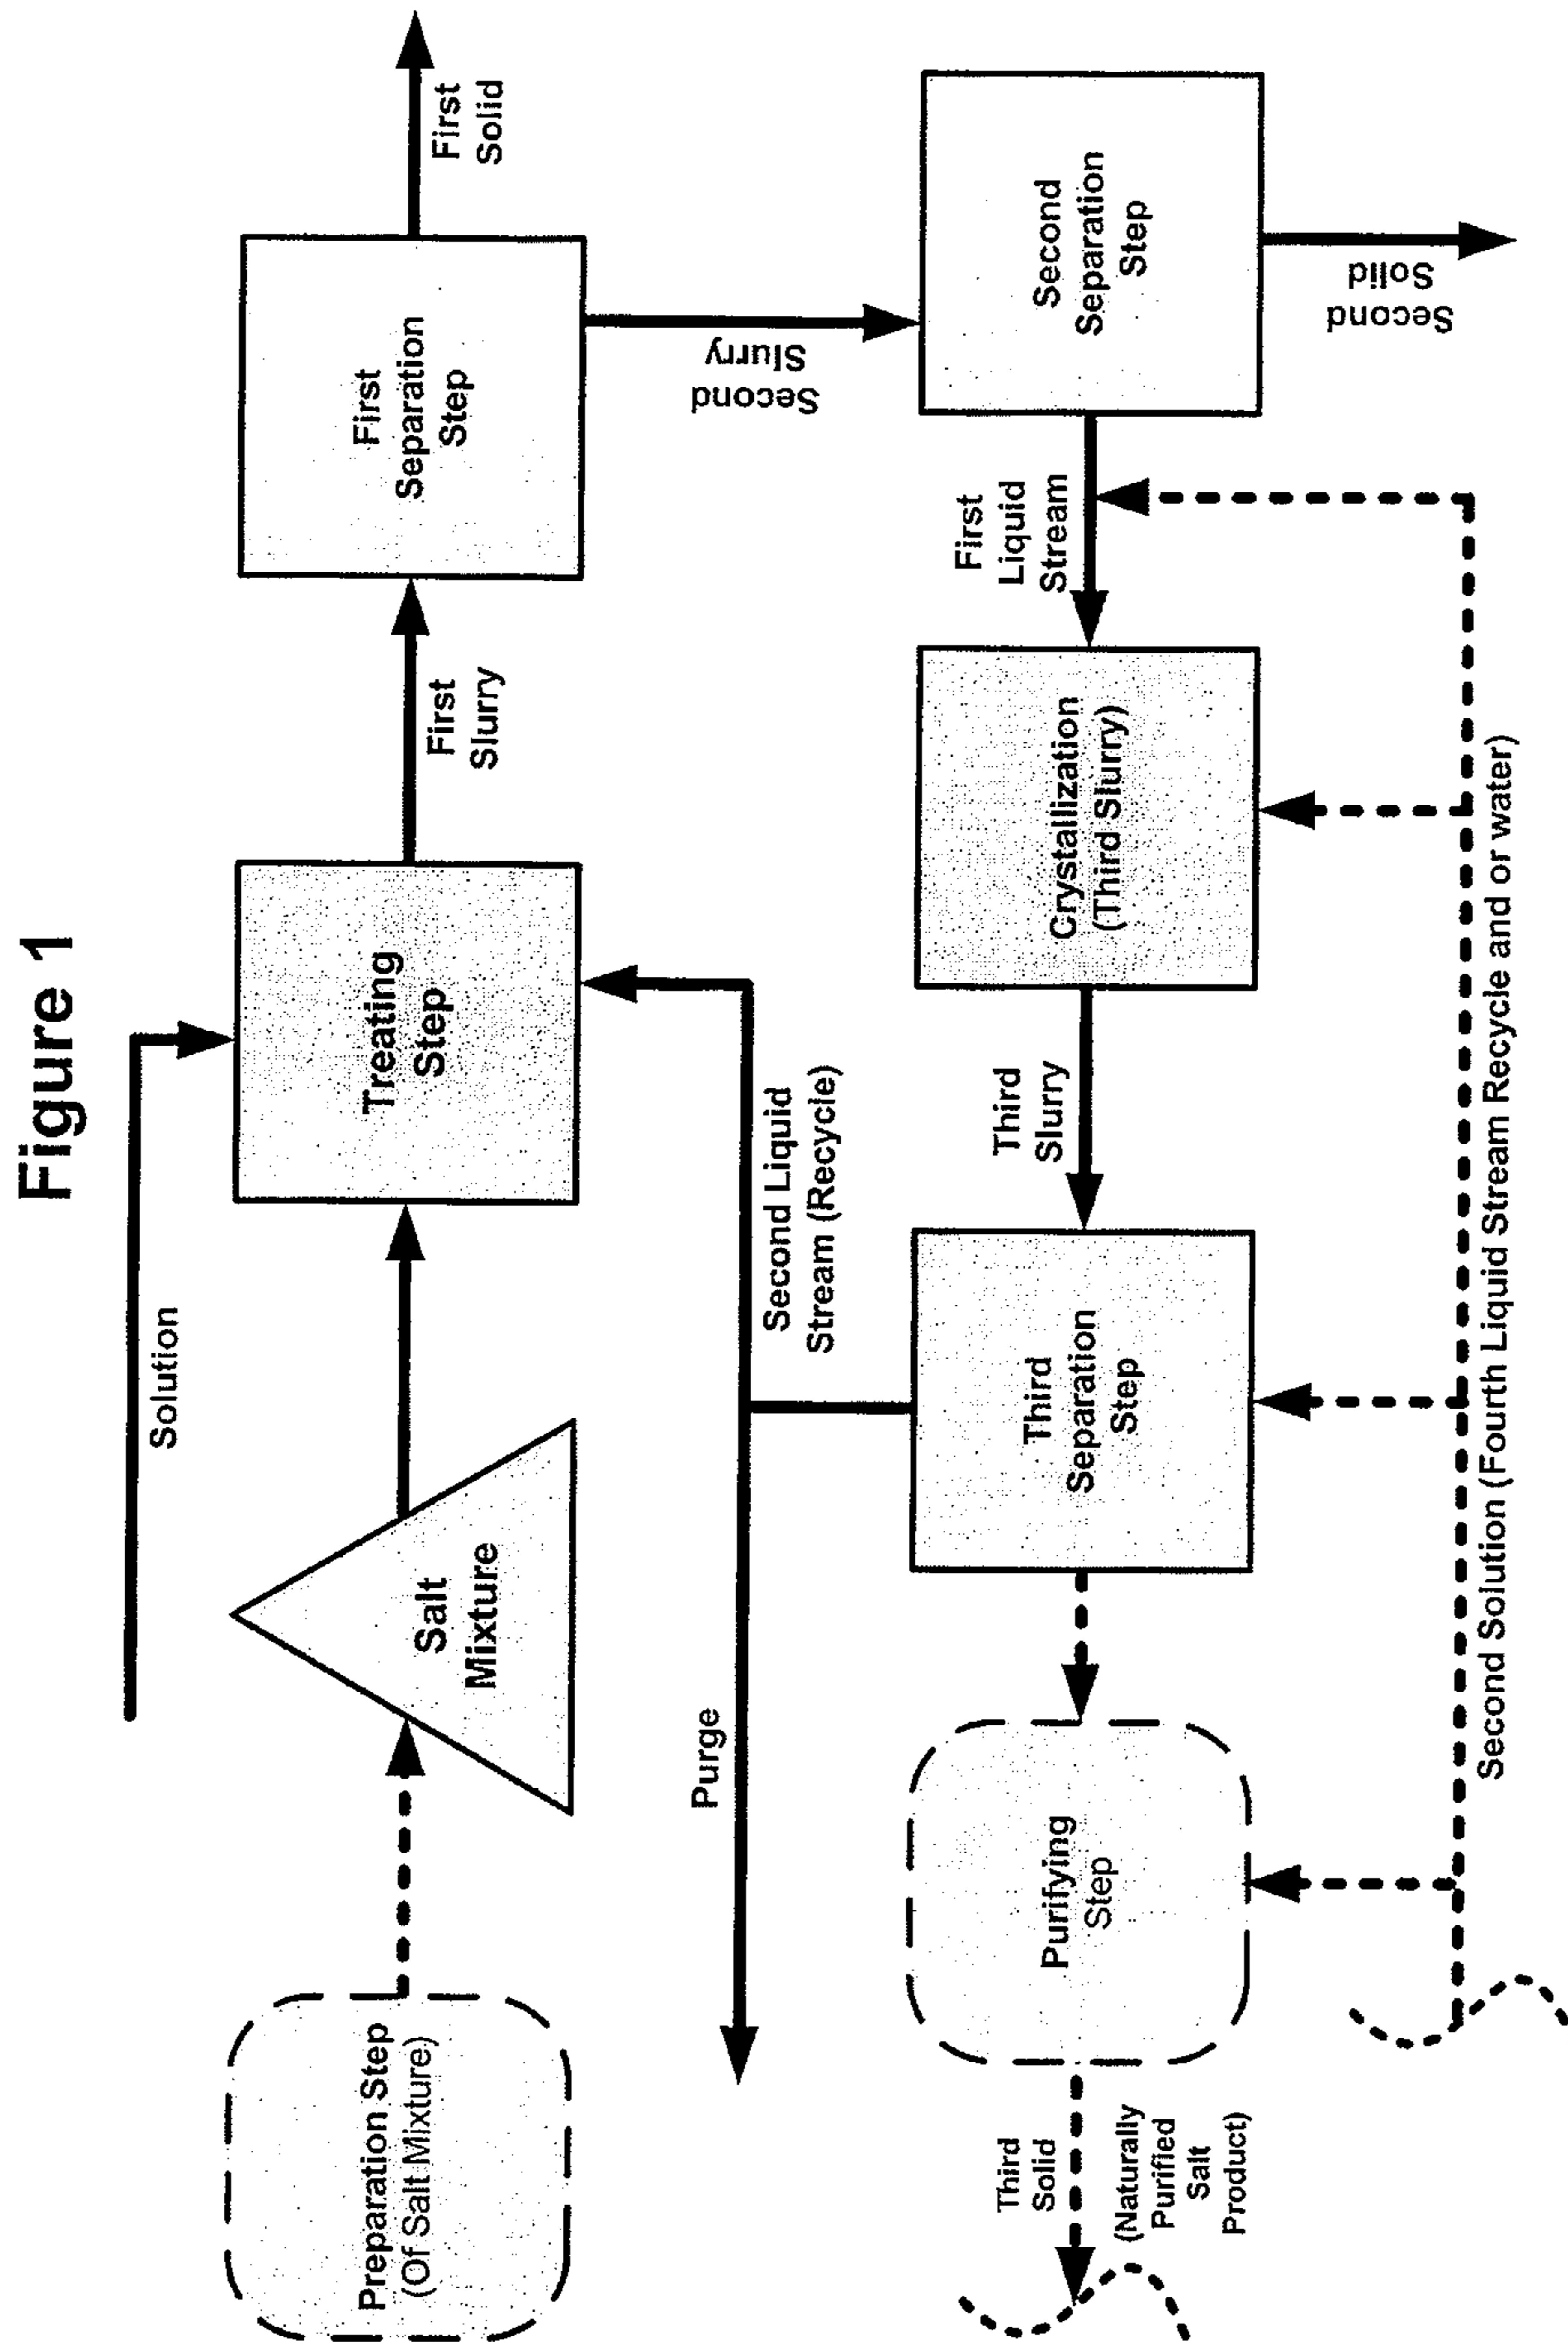 Figure 1
Solution
Preparation Step
(Of Salt Mixture)
Salt
Mixture
Treating
Step
First
Slurry
First
Separation
Step
First
Solid
Purge
Second Liquid
Stream (Recycle)
Second
Slurry
Third
Solid
(Naturally
Purified
Salt
Product)
Purifying
Step
Third
Separation
Step
Third
Slurry
Crystallization
(Third Slurry)
First
Liquid
Stream
Second
Separation
Step
Second
Solid
Second Solution (Fourth Liquid Stream Recycle and or water)